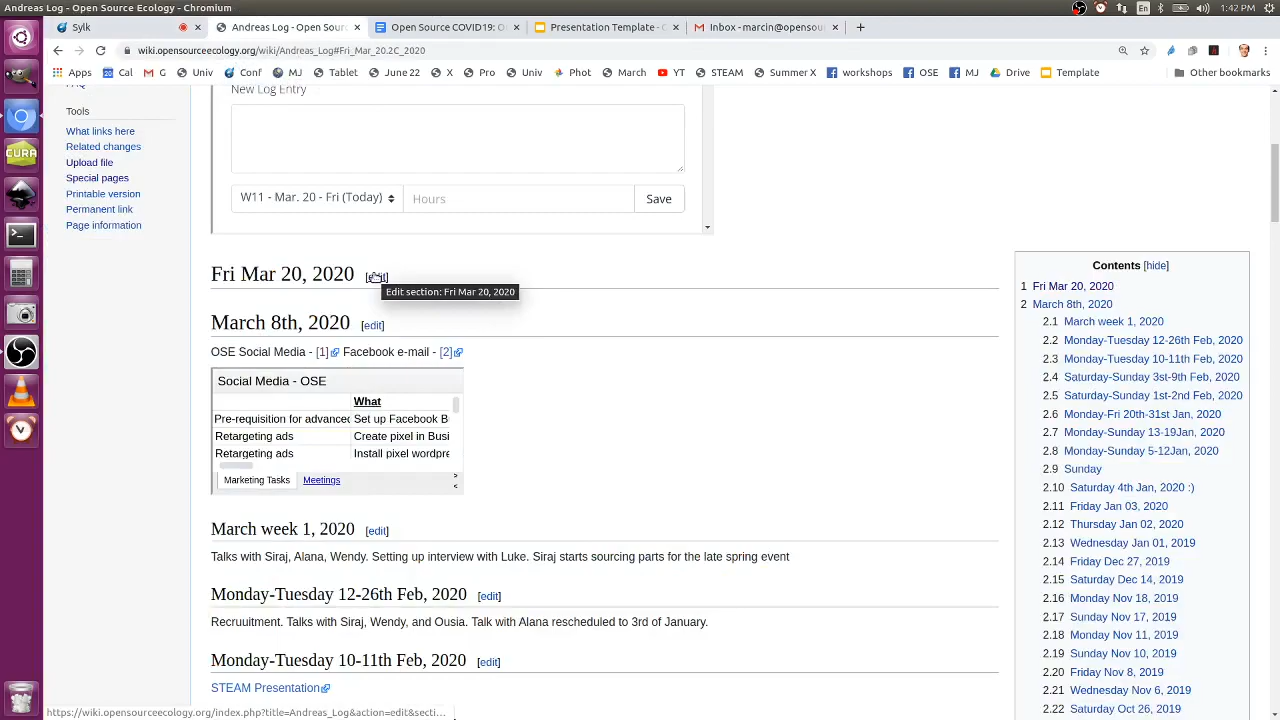 Andreas Log - Open Source Ecology - Chromium
En
1:42 PM
Sylk
Andreas Log - Open Sour
Open Source COVID19: O
Presentation Template - G
Inbox - marcin@opensou
wiki.opensourceecology.org/wiki/Andreas_Log#Fri_Mar_20.2C_2020
Apps
Cal
G
Univ
Conf
MJ
Tablet
June 22
X
Pro
Univ
Phot
March
YT
STEAM
Summer X
workshops
OSE
MJ
Drive
Template
Other bookmarks
FAQ
Tools
What links here
Related changes
Upload file
Special pages
Printable version
Permanent link
Page information
New Log Entry
W11 - Mar. 20 - Fri (Today)
Hours
Save
Fri Mar 20, 2020 [edit]
Edit section: Fri Mar 20, 2020
March 8th, 2020 [edit]
OSE Social Media - [1] Facebook e-mail - [2]
Social Media - OSE
What
Pre-requisition for advanced Set up Facebook B
Retargeting ads Create pixel in Busi
Retargeting ads Install pixel wordpre
Marketing Tasks Meetings
March week 1, 2020 [edit]
Talks with Siraj, Alana, Wendy. Setting up interview with Luke. Siraj starts sourcing parts for the late spring event
Monday-Tuesday 12-26th Feb, 2020 [edit]
Recruuitment. Talks with Siraj, Wendy, and Ousia. Talk with Alana rescheduled to 3rd of January.
Monday-Tuesday 10-11th Feb, 2020 [edit]
STEAM Presentation
Contents [hide]
1 Fri Mar 20, 2020
2 March 8th, 2020
2.1 March week 1, 2020
2.2 Monday-Tuesday 12-26th Feb, 2020
2.3 Monday-Tuesday 10-11th Feb, 2020
2.4 Saturday-Sunday 3st-9th Feb, 2020
2.5 Saturday-Sunday 1st-2nd Feb, 2020
2.6 Monday-Fri 20th-31st Jan, 2020
2.7 Monday-Sunday 13-19Jan, 2020
2.8 Monday-Sunday 5-12Jan, 2020
2.9 Sunday
2.10 Saturday 4th Jan, 2020 :)
2.11 Friday Jan 03, 2020
2.12 Thursday Jan 02, 2020
2.13 Wednesday Jan 01, 2020
2.14 Friday Dec 27, 2019
2.15 Saturday Dec 14, 2019
2.16 Monday Nov 18, 2019
2.17 Sunday Nov 17, 2019
2.18 Monday Nov 11, 2019
2.19 Sunday Nov 10, 2019
2.20 Friday Nov 8, 2019
2.21 Wednesday Nov 6, 2019
2.22 Saturday Oct 26, 2019
CURA
https://wiki.opensourceecology.org/index.php?title=Andreas_Log&action=edit&secti...